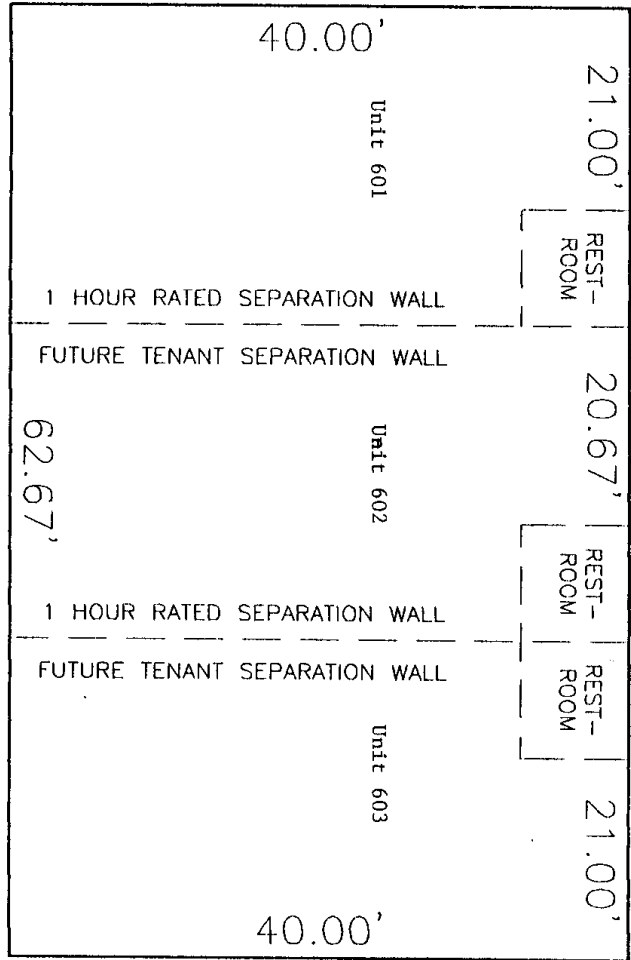 40.00'
21.00'
Unit 601
REST-
ROOM
1 HOUR RATED SEPARATION WALL
FUTURE TENANT SEPARATION WALL
20.67'
62.67'
Unit 602
REST-
ROOM
1 HOUR RATED SEPARATION WALL
FUTURE TENANT SEPARATION WALL
REST-
ROOM
Unit 603
21.00'
40.00'